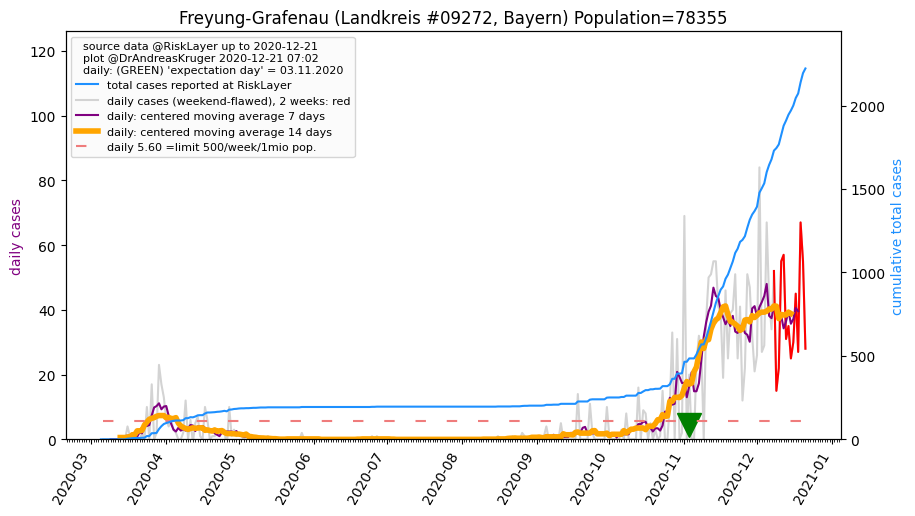 Freyung-Grafenau (Landkreis #09272, Bayern) Population=78355
source data @RiskLayer up to 2020-12-21
plot @DrAndreasKruger 2020-12-21 07:02
daily: (GREEN) 'expectation day' = 03.11.2020
total cases reported at RiskLayer
daily cases (weekend-flawed), 2 weeks: red
daily: centered moving average 7 days
daily: centered moving average 14 days
daily 5.60 =limit 500/week/1mio pop.
daily cases
120
100
80
60
40
20
0
cumulative total cases
2000
1500
1000
500
0
2020-03
2020-04
2020-05
2020-06
2020-07
2020-08
2020-09
2020-10
2020-11
2020-12
2021-01